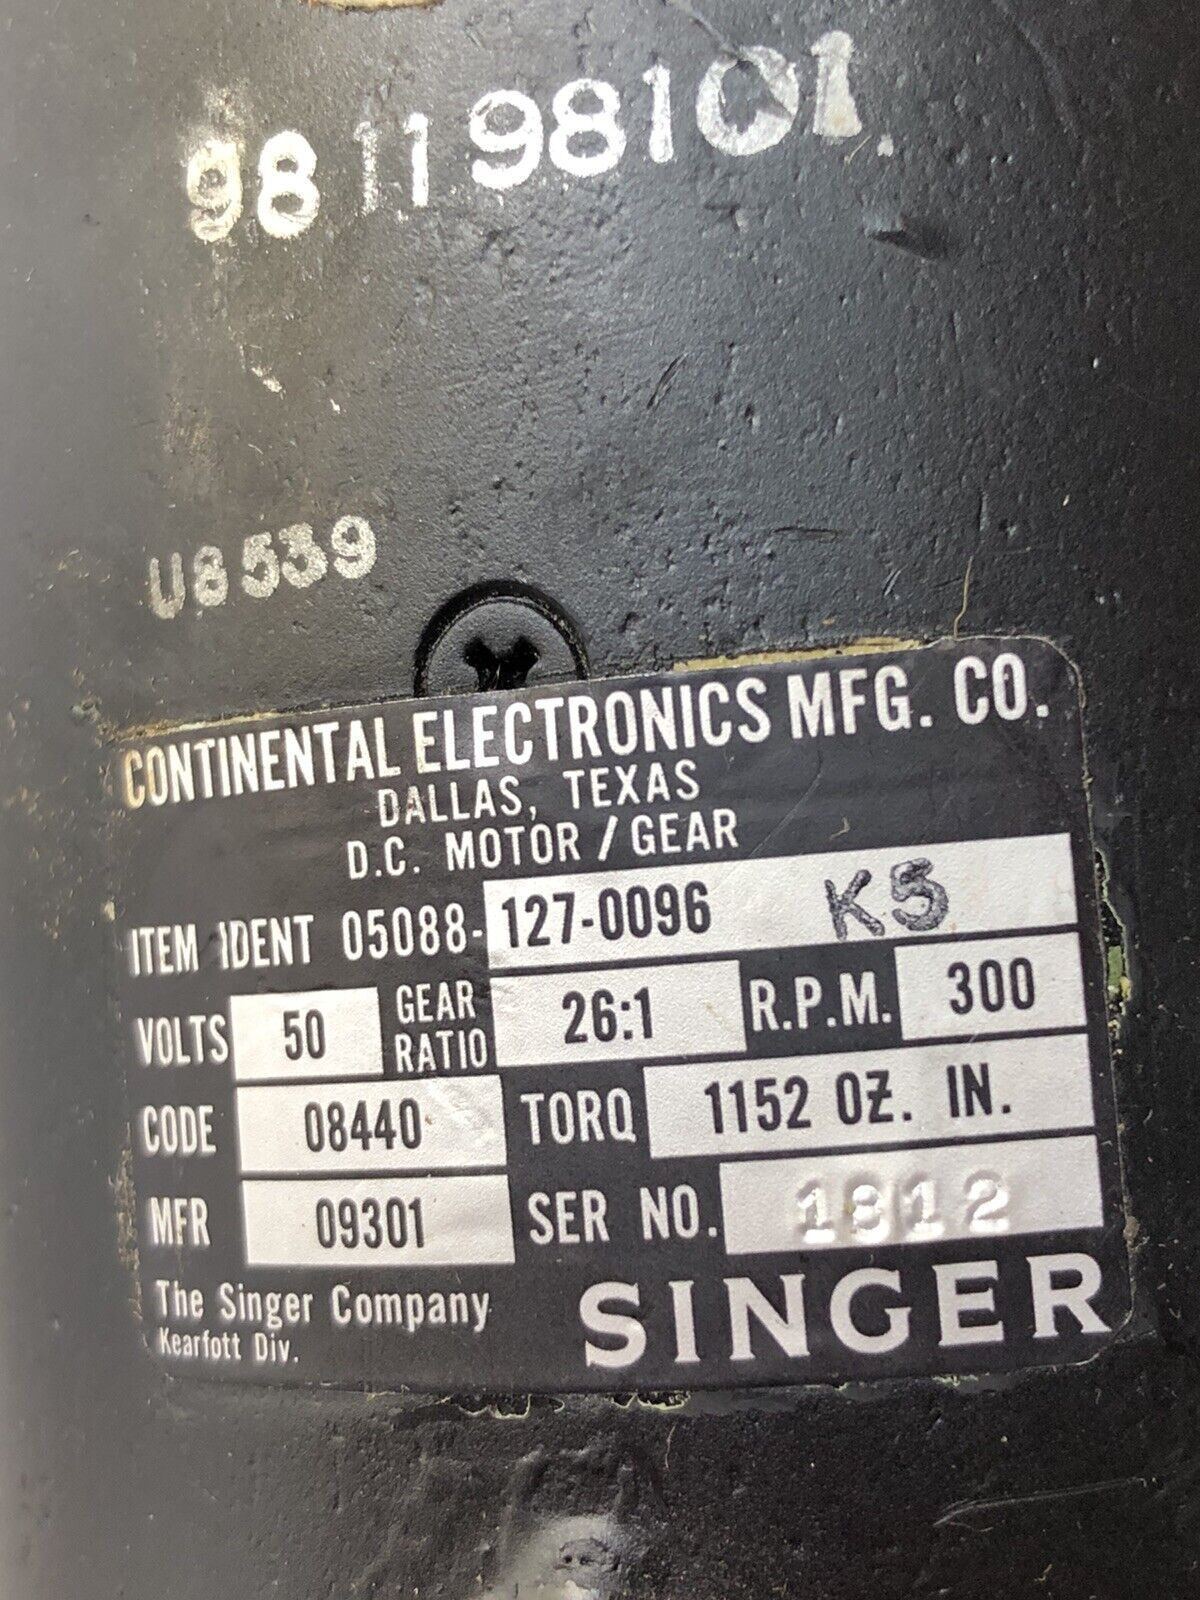 98 11 98101.
U8539
CONTINENTAL ELECTRONICS MFG. CO.
DALLAS, TEXAS
D.C. MOTOR / GEAR
ITEM IDENT 05088-127-0096 K5
VOLTS 50 GEAR RATIO 26:1 R.P.M. 300
CODE 08440 TORQ 1152 OZ. IN.
MFR 09301 SER NO. 1812
The Singer Company
Kearfott Div.
SINGER